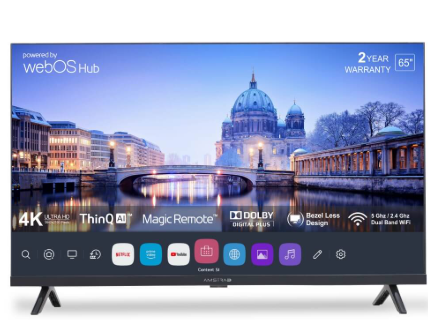 powered by
webOS Hub
2 YEAR
WARRANTY
65"
4K ULTRA HD
ThinQ AI
Magic Remote™
DOLBY
DIGITAL PLUS
Bezel Less
Design
5 Ghz / 2.4 Ghz
Dual Band WiFi
NETFLIX
YouTube